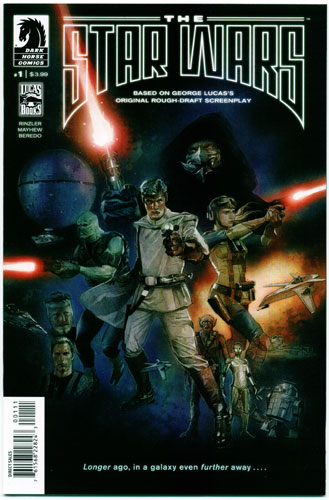 DARK
HORSE
COMICS
#1 | $3.99
LUCAS
BOOKS
RINZLER
MAYHEW
BEREDO
THE
STAR WARS
BASED ON GEORGE LUCAS'S
ORIGINAL ROUGH-DRAFT SCREENPLAY
Longer ago, in a galaxy even further away . . . .
00111
DIRECT SALES